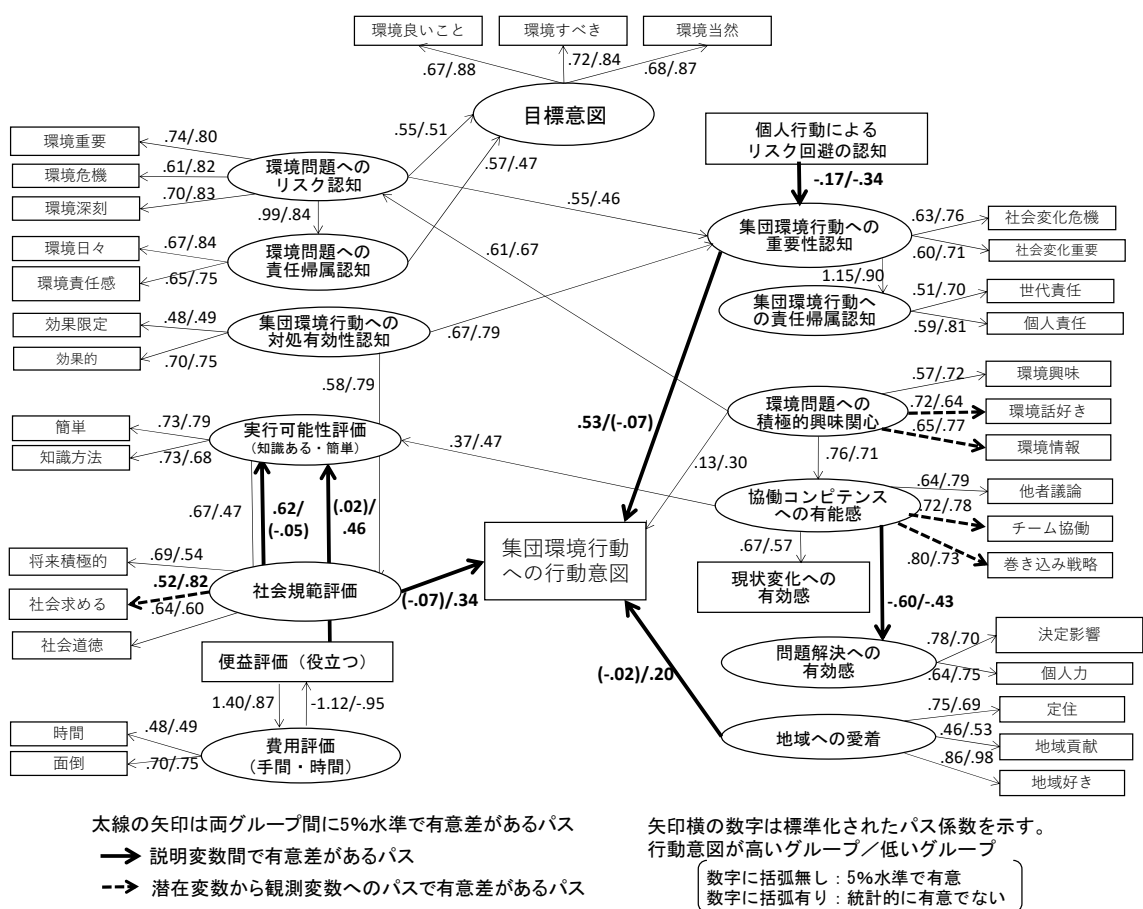 環境良いこと
環境すべき
環境当然
.67/.88
.72/.84
.68/.87
目標意図
環境重要
環境危機
環境深刻
.74/.80
.61/.82
.70/.83
環境問題への
リスク認知
.55/.51
.57/.47
個人行動による
リスク回避の認知
-.17/-.34
.55/.46
.99/.84
環境日々
環境責任感
.67/.84
.65/.75
環境問題への
責任帰属認知
.61/.67
集団環境行動への
重要性認知
.63/.76
.60/.71
社会変化危機
社会変化重要
1.15/.90
集団環境行動へ
の責任帰属認知
.51/.70
.59/.81
世代責任
個人責任
効果限定
効果的
.48/.49
.70/.75
集団環境行動への
対処有効性認知
.67/.79
.58/.79
簡単
知識方法
.73/.79
.73/.68
実行可能性評価
(知識ある・簡単)
.37/.47
.53/(-.07)
.13/.30
環境問題への
積極的興味関心
.57/.72
.72/.64
.65/.77
環境興味
環境話好き
環境情報
.76/.71
協働コンピテンス
への有能感
.64/.79
.72/.78
.80/.73
他者議論
チーム協働
巻き込み戦略
.67/.47
.62/
(-.05)
(.02)/
.46
集団環境行動
への行動意図
.67/.57
現状変化への
有効感
-.60/-.43
将来積極的
社会求める
社会道徳
.69/.54
.52/.82
.64/.60
社会規範評価
(-.07)/.34
便益評価（役立つ）
1.40/.87
-1.12/-.95
(-.02)/.20
問題解決への
有効感
.78/.70
.64/.75
決定影響
個人力
時間
面倒
.48/.49
.70/.75
費用評価
（手間・時間）
地域への愛着
.75/.69
.46/.53
.86/.98
定住
地域貢献
地域好き
太線の矢印は両グループ間に5%水準で有意差があるパス
説明変数間で有意差があるパス
潜在変数から観測変数へのパスで有意差があるパス
矢印横の数字は標準化されたパス係数を示す。
行動意図が高いグループ／低いグループ
数字に括弧無し：5%水準で有意
数字に括弧有り：統計的に有意でない